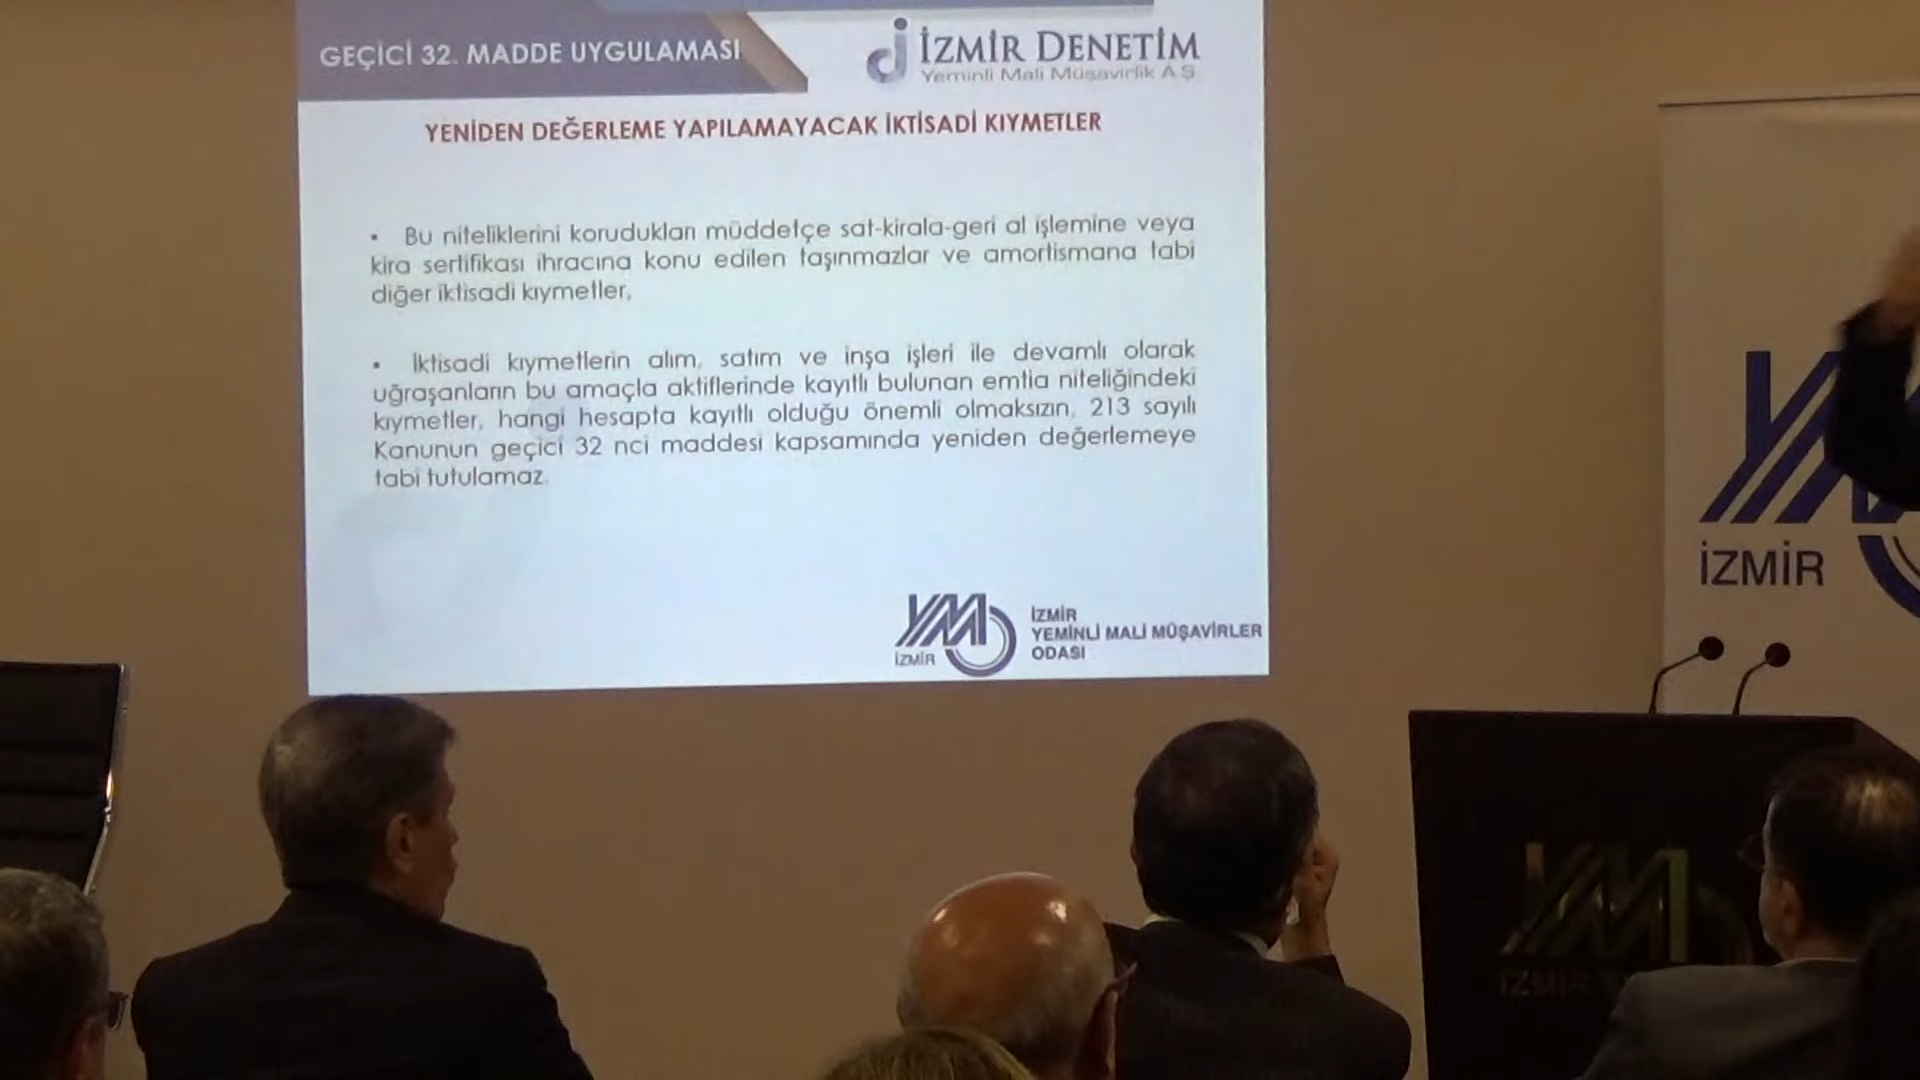 GEÇİCİ 32. MADDE UYGULAMASI
İZMİR DENETİM
Yeminli Mali Müşavirlik A.Ş.
YENİDEN DEĞERLEME YAPILAMAYACAK İKTİSADİ KIYMETLER
• Bu niteliklerini korudukları müddetçe sat-kirala-geri al işlemine veya
kira sertifikası ihracına konu edilen taşınmazlar ve amortismana tabi
diğer iktisadi kıymetler,
• İktisadi kıymetlerin alım, satım ve inşa işleri ile devamlı olarak
uğraşanların bu amaçla aktiflerinde kayıtlı bulunan emtia niteliğindeki
kıymetler, hangi hesapta kayıtlı olduğu önemli olmaksızın, 213 sayılı
Kanunun geçici 32 nci maddesi kapsamında yeniden değerlemeye
tabi tutulamaz.
YMMO
İZMİR
İZMİR
YEMİNLİ MALİ MÜŞAVİRLER
ODASI
İZMİR
İZMİR